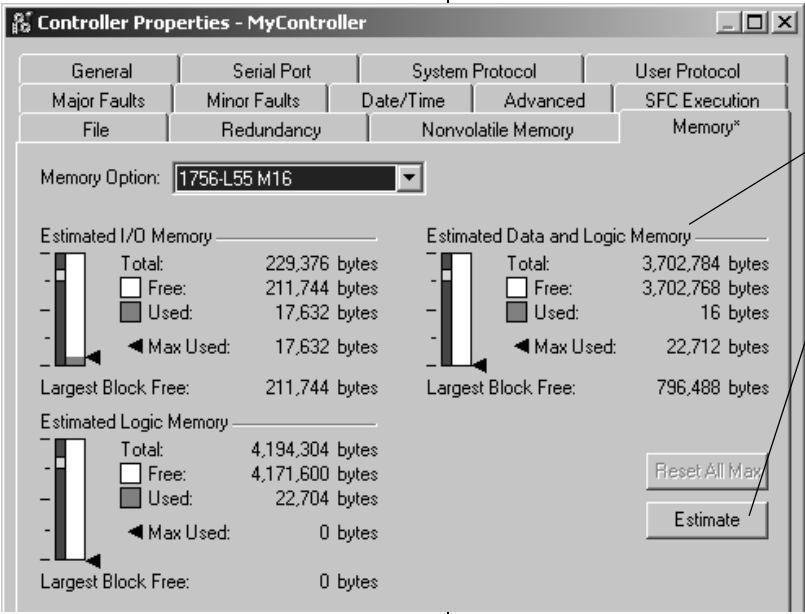 Controller Properties - MyController
General Serial Port System Protocol User Protocol
Major Faults Minor Faults Date/Time Advanced SFC Execution
File Redundancy Nonvolatile Memory Memory*
Memory Option: 1756-L55 M16
Estimated I/O Memory
Total: 229,376 bytes
Free: 211,744 bytes
Used: 17,632 bytes
Max Used: 17,632 bytes
Largest Block Free: 211,744 bytes
Estimated Data and Logic Memory
Total: 3,702,784 bytes
Free: 3,702,768 bytes
Used: 16 bytes
Max Used: 22,712 bytes
Largest Block Free: 796,488 bytes
Estimated Logic Memory
Total: 4,194,304 bytes
Free: 4,171,600 bytes
Used: 22,704 bytes
Max Used: 0 bytes
Largest Block Free: 0 bytes
Reset All Max
Estimate